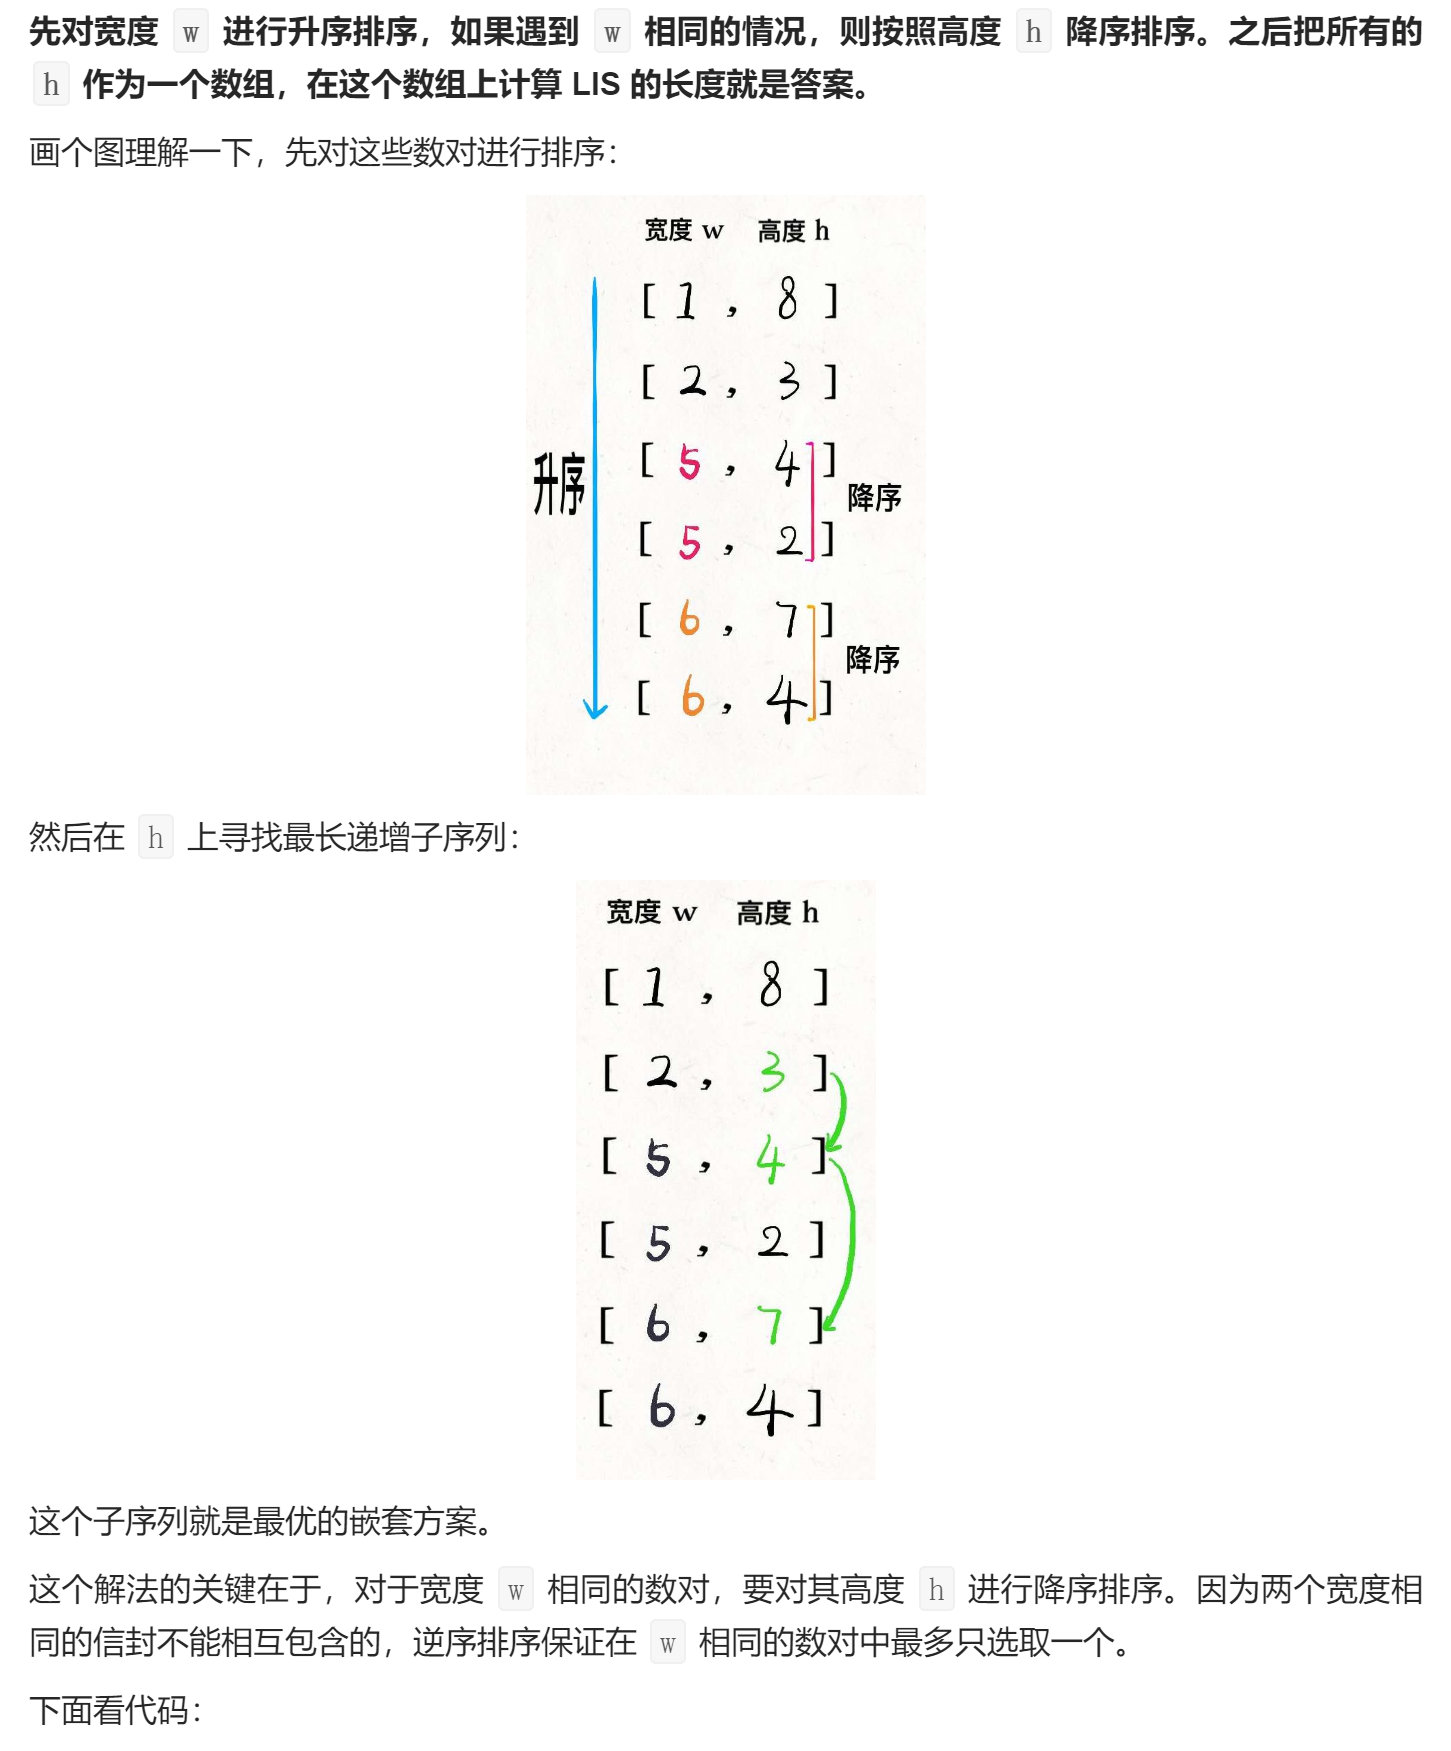 先对宽度 w 进行升序排序，如果遇到 w 相同的情况，则按照高度 h 降序排序。之后把所有的
h 作为一个数组，在这个数组上计算 LIS 的长度就是答案。
画个图理解一下，先对这些数对进行排序：
宽度 w 高度 h
[ 1 , 8 ]
[ 2 , 3 ]
[ 5 , 4 ]
升序
降序
[ 5 , 2 ]
[ 6 , 7 ]
降序
[ 6 , 4 ]
然后在 h 上寻找最长递增子序列：
宽度 w 高度 h
[ 1 , 8 ]
[ 2 , 3 ]
[ 5 , 4 ]
[ 5 , 2 ]
[ 6 , 7 ]
[ 6 , 4 ]
这个子序列就是最优的嵌套方案。
这个解法的关键在于，对于宽度 w 相同的数对，要对其高度 h 进行降序排序。因为两个宽度相
同的信封不能相互包含的，逆序排序保证在 w 相同的数对中最多只选取一个。
下面看代码：